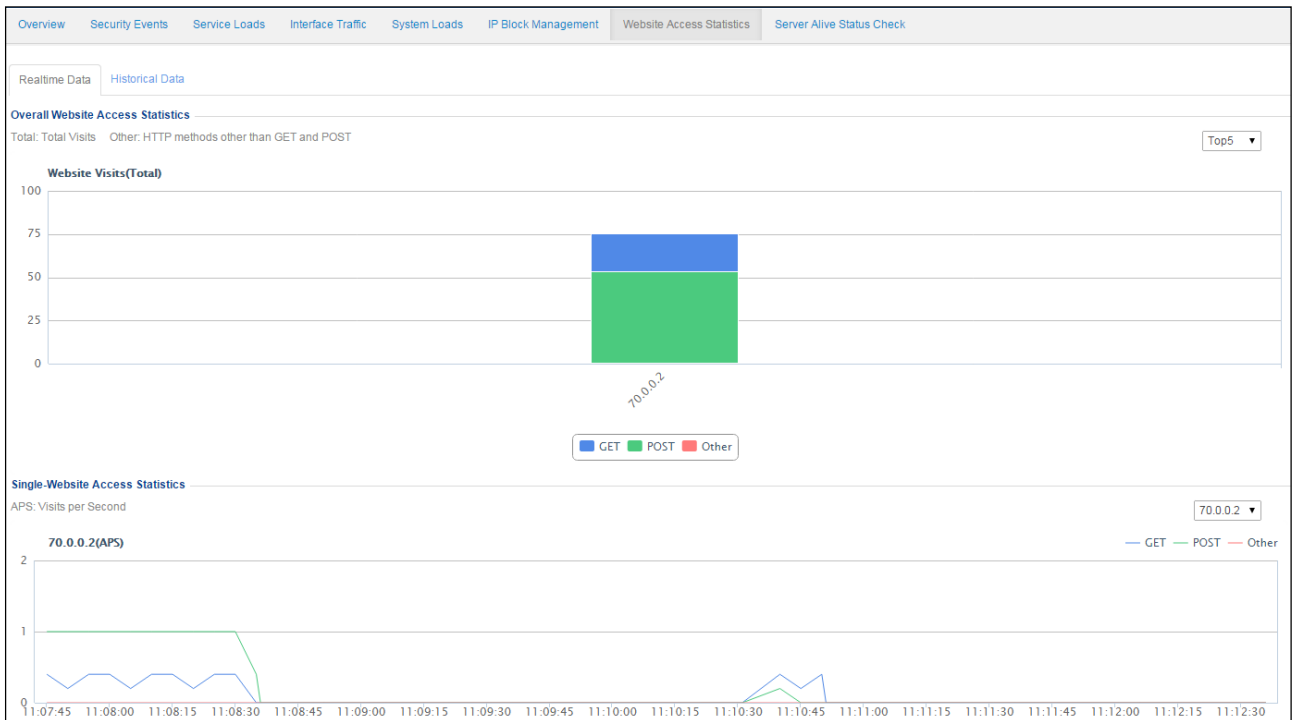 Overview Security Events Service Loads Interface Traffic System Loads IP Block Management Website Access Statistics Server Alive Status Check
Realtime Data Historical Data
Overall Website Access Statistics
Total: Total Visits Other: HTTP methods other than GET and POST
Top5
Website Visits(Total)
100
75
50
25
0
70.0.0.2
GET POST Other
Single-Website Access Statistics
APS: Visits per Second
70.0.0.2
70.0.0.2(APS)
GET POST Other
2
1
0
11:07:45 11:08:00 11:08:15 11:08:30 11:08:45 11:09:00 11:09:15 11:09:30 11:09:45 11:10:00 11:10:15 11:10:30 11:10:45 11:11:00 11:11:15 11:11:30 11:11:45 11:12:00 11:12:15 11:12:30